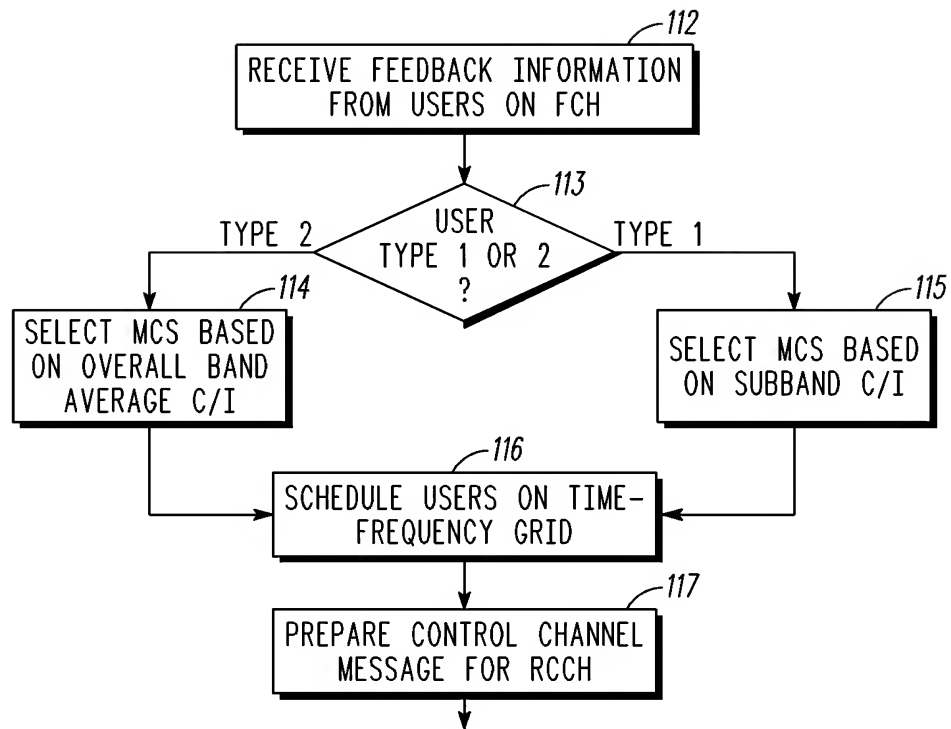 112
RECEIVE FEEDBACK INFORMATION
FROM USERS ON FCH
113
USER
TYPE 1 OR 2
?
TYPE 2
TYPE 1
114
SELECT MCS BASED
ON OVERALL BAND
AVERAGE C/I
115
SELECT MCS BASED
ON SUBBAND C/I
116
SCHEDULE USERS ON TIME-
FREQUENCY GRID
117
PREPARE CONTROL CHANNEL
MESSAGE FOR RCCH